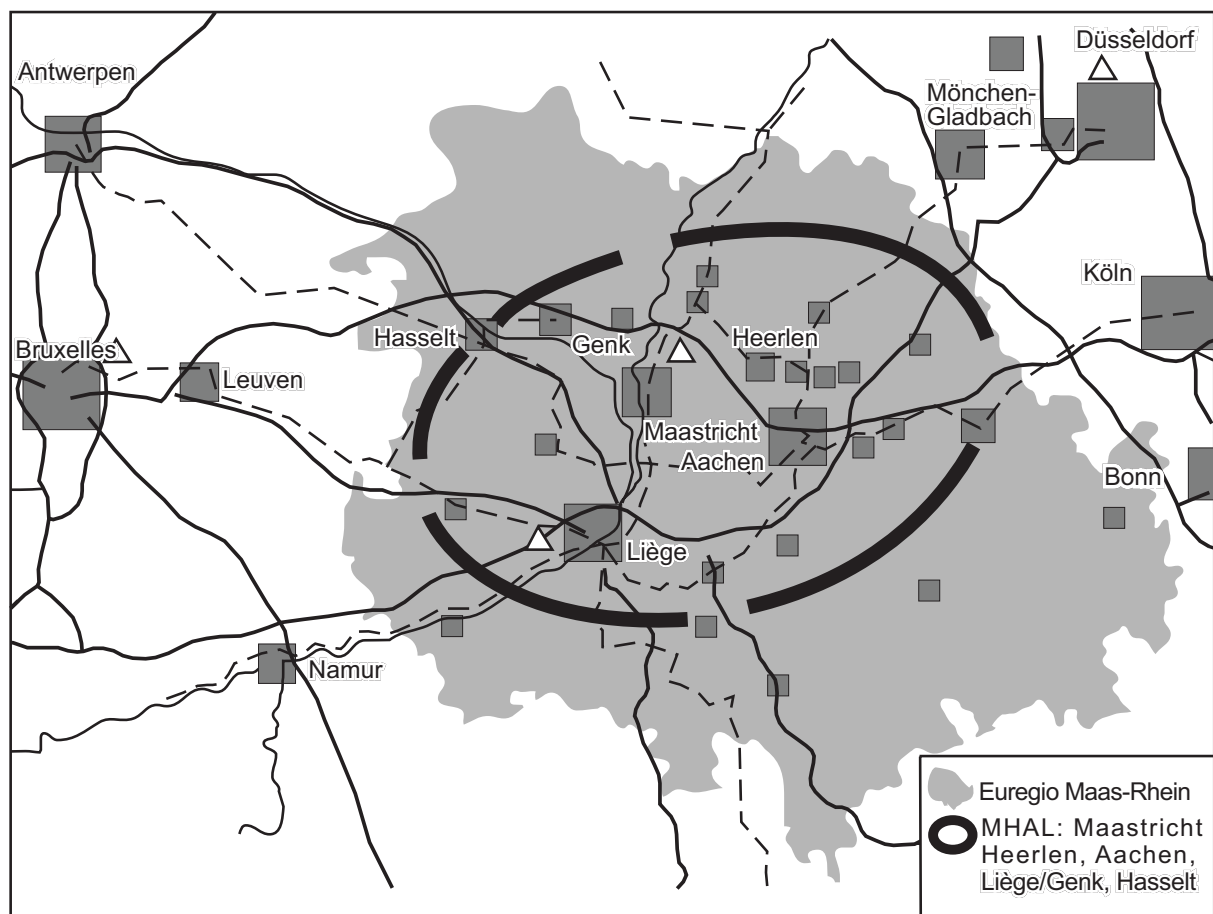 Düsseldorf
Antwerpen
Mönchen-
Gladbach
Köln
Hasselt
Genk
Heerlen
Bruxelles
Leuven
Maastricht
Aachen
Bonn
Liège
Namur
Euregio Maas-Rhein
MHAL: Maastricht
Heerlen, Aachen,
Liège/Genk, Hasselt